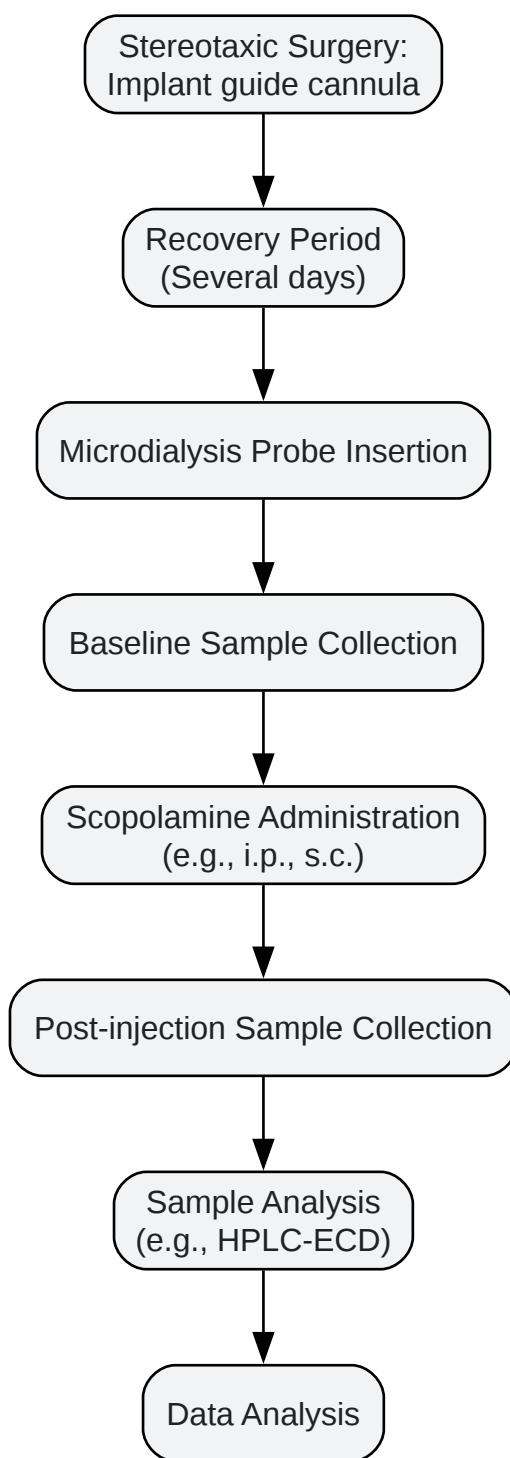 Stereotaxic Surgery:
Implant guide cannula
Recovery Period
(Several days)
Microdialysis Probe Insertion
Baseline Sample Collection
Scopolamine Administration
(e.g., i.p., s.c.)
Post-injection Sample Collection
Sample Analysis
(e.g., HPLC-ECD)
Data Analysis